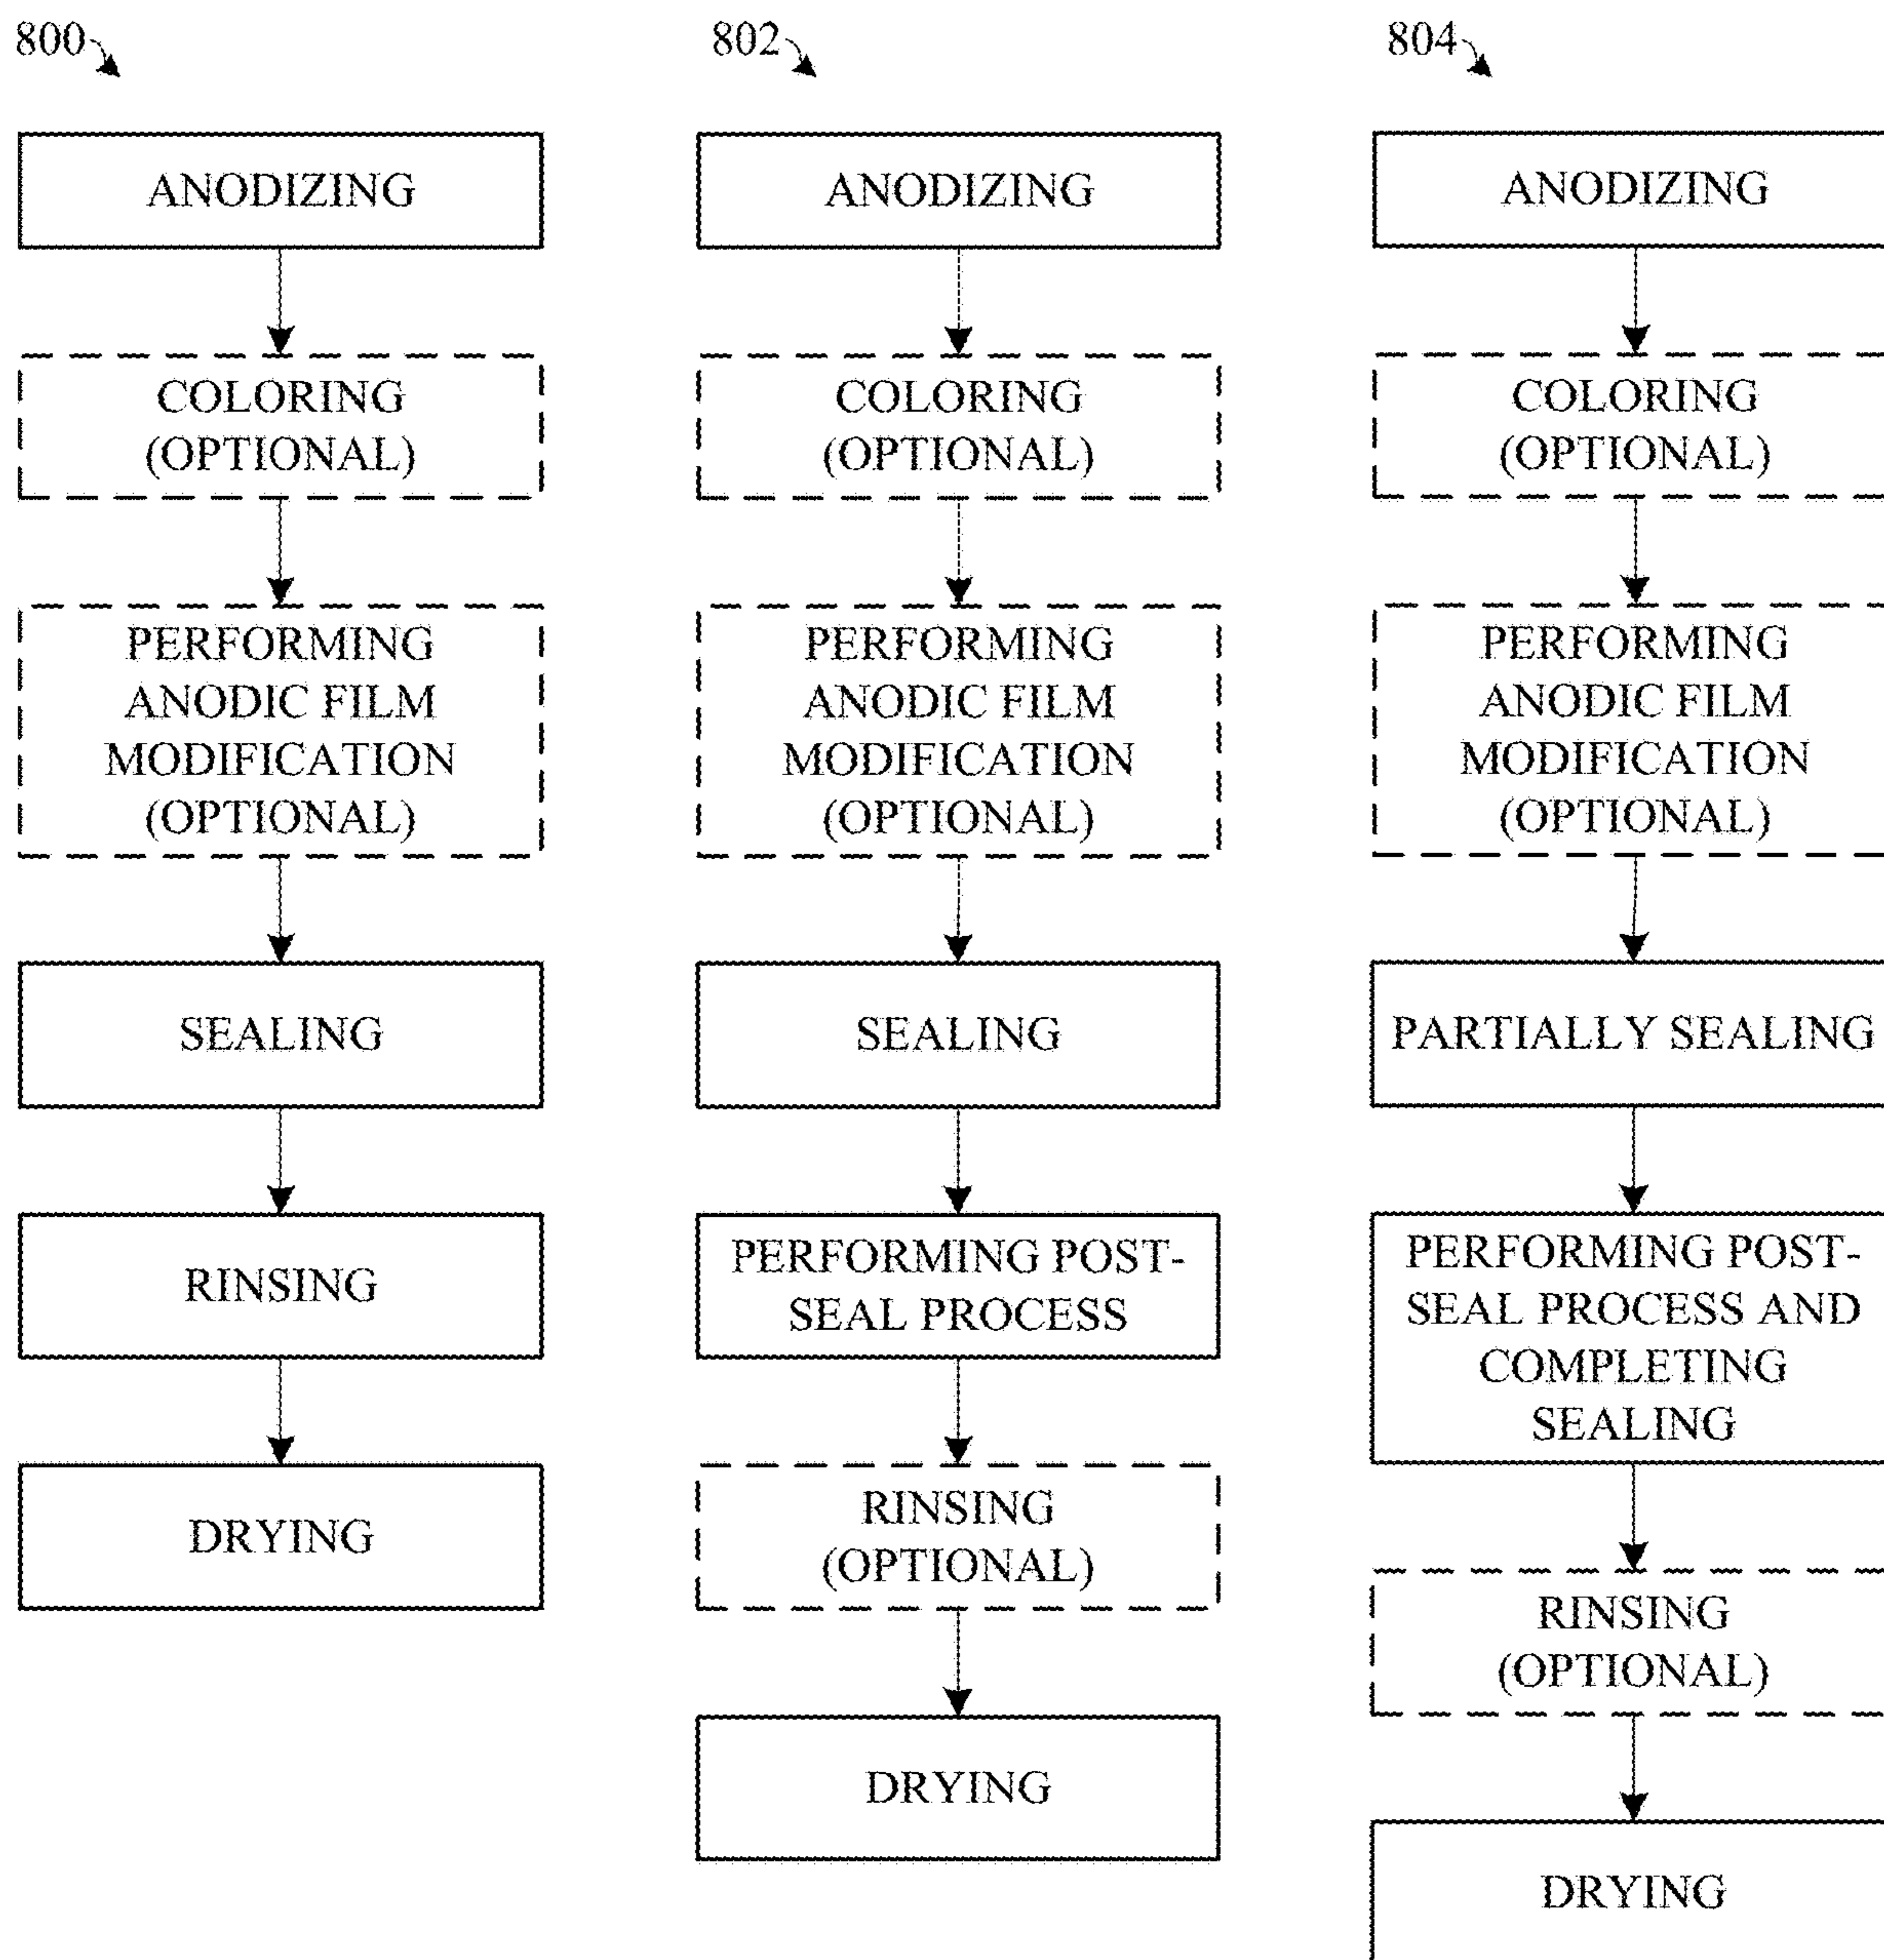 800
ANODIZING
COLORING
(OPTIONAL)
PERFORMING
ANODIC FILM
MODIFICATION
(OPTIONAL)
SEALING
RINSING
DRYING
802
ANODIZING
COLORING
(OPTIONAL)
PERFORMING
ANODIC FILM
MODIFICATION
(OPTIONAL)
SEALING
PERFORMING POST-
SEAL PROCESS
RINSING
(OPTIONAL)
DRYING
804
ANODIZING
COLORING
(OPTIONAL)
PERFORMING
ANODIC FILM
MODIFICATION
(OPTIONAL)
PARTIALLY SEALING
PERFORMING POST-
SEAL PROCESS AND
COMPLETING
SEALING
RINSING
(OPTIONAL)
DRYING